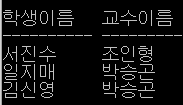 학생이름 교수이름
---------- ----------
서진수 조인형
일지매 박승곤
김신영 박승곤